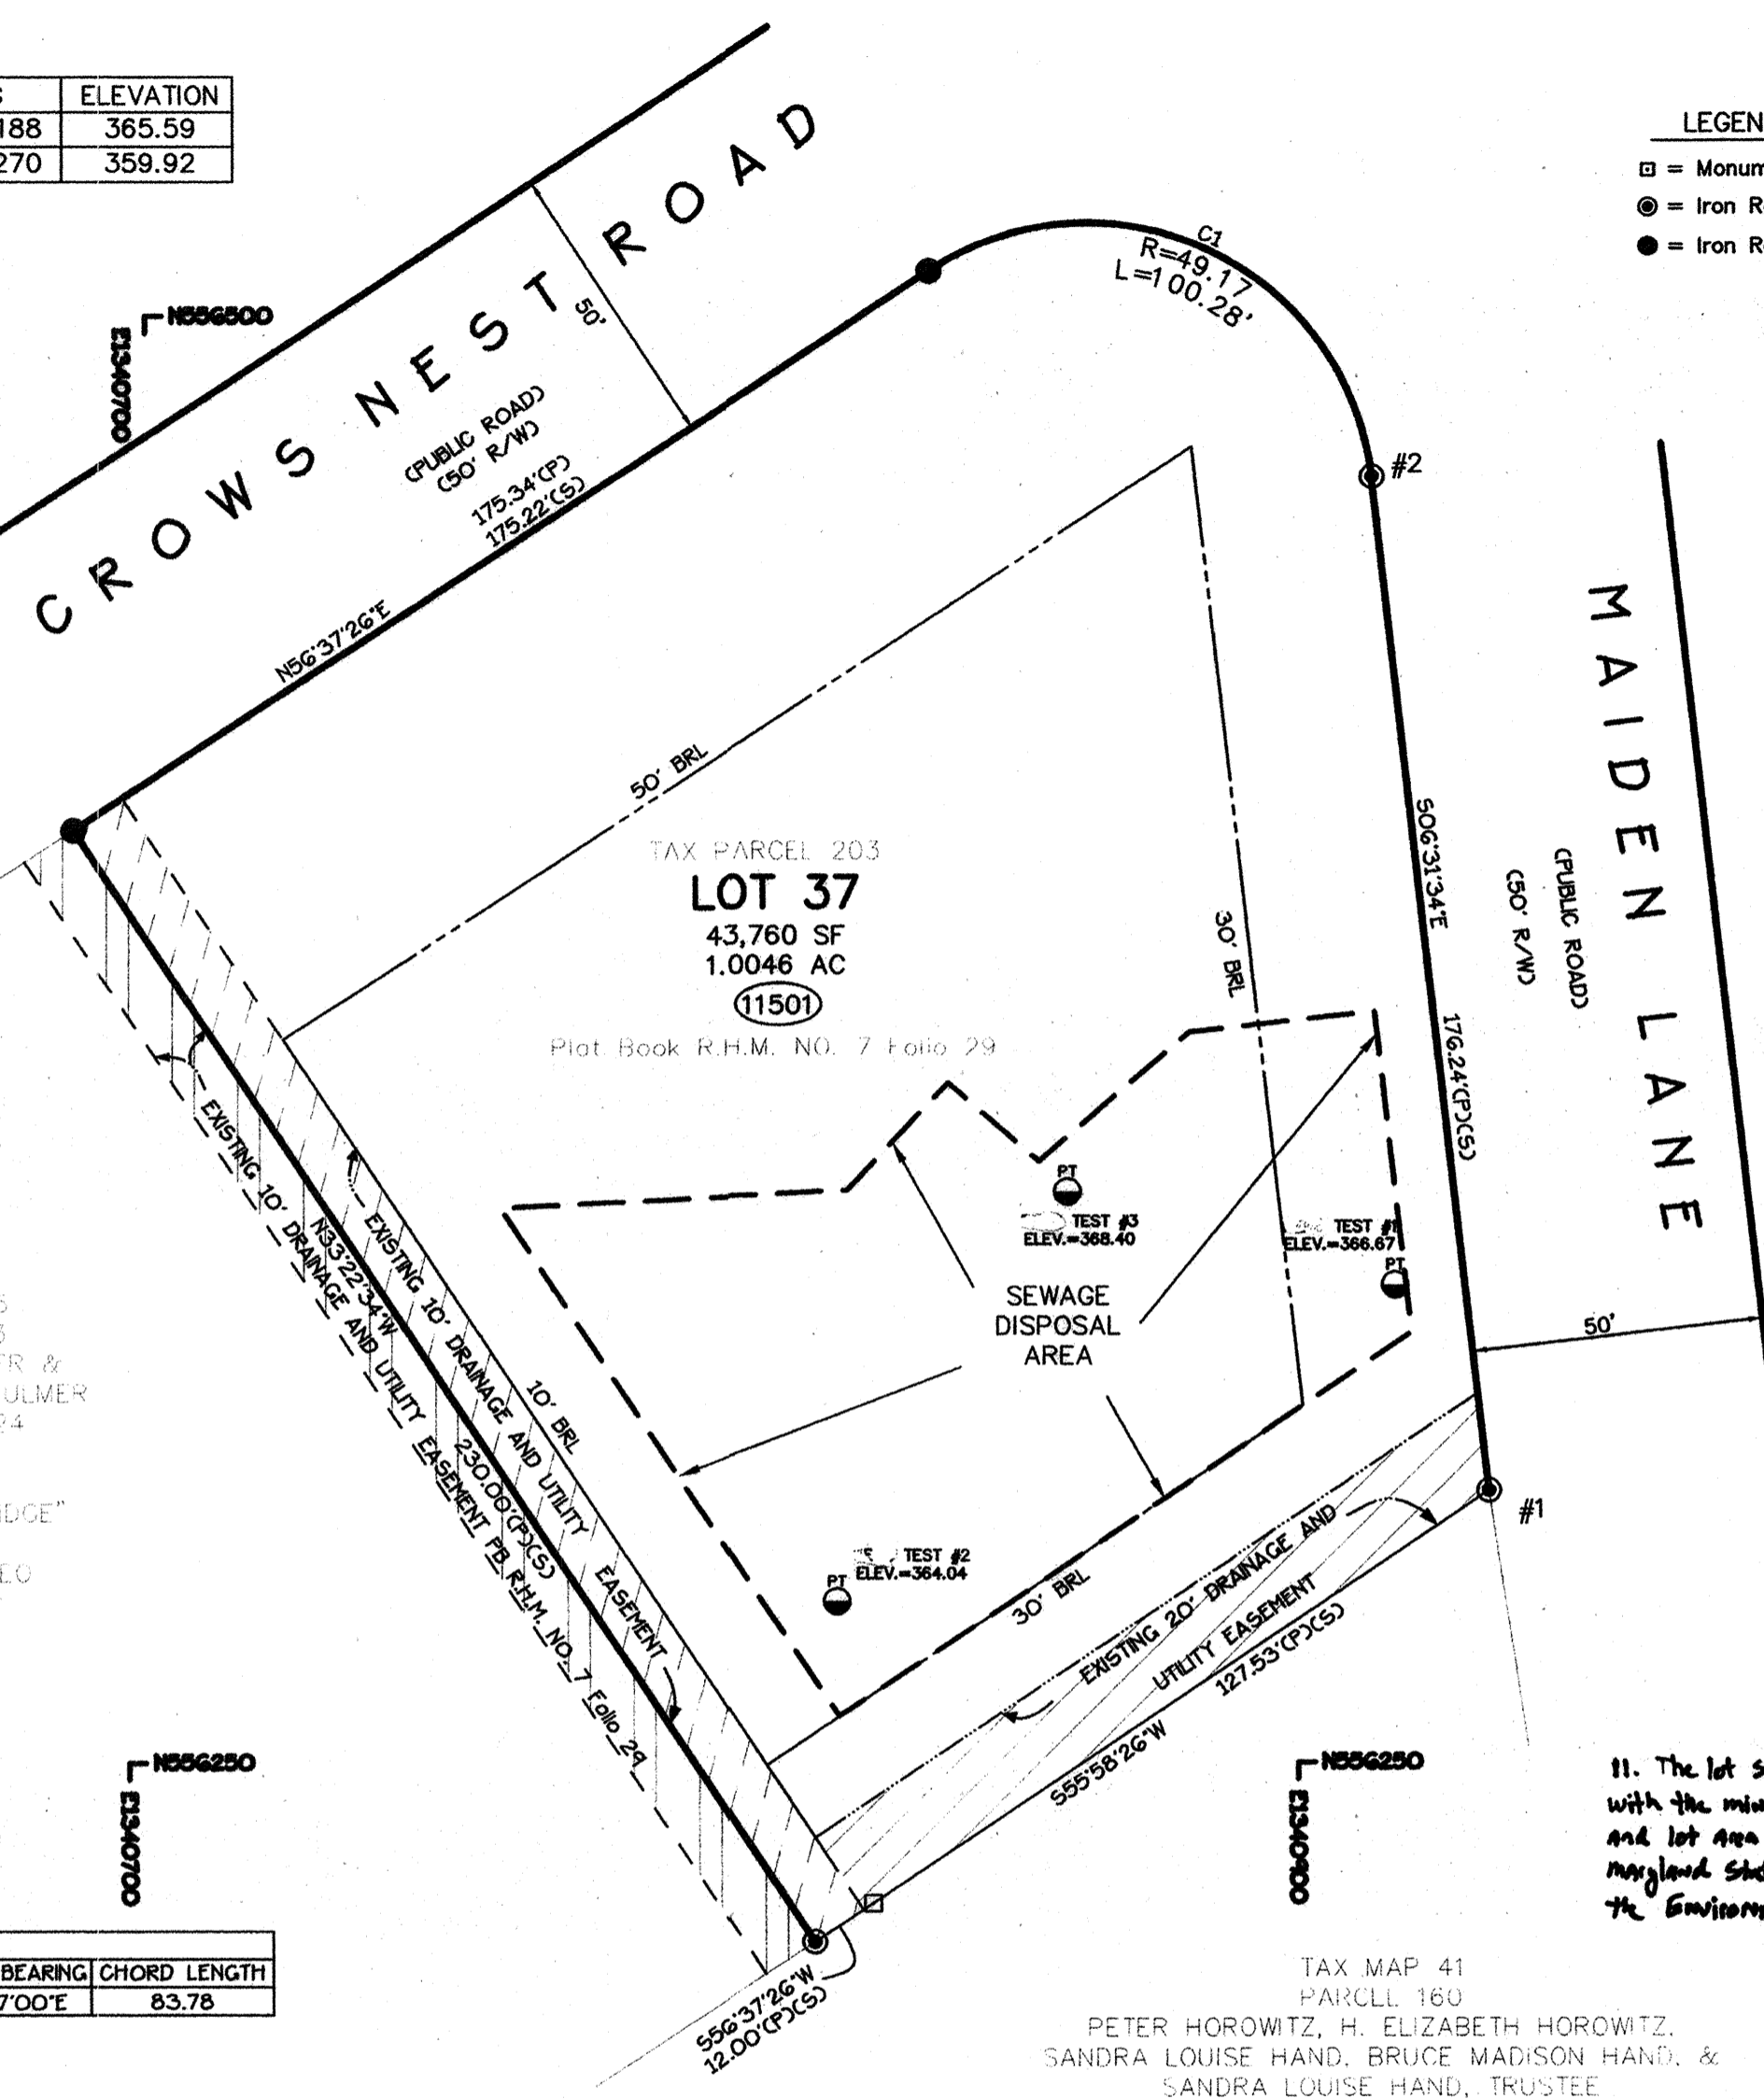 ELEVATION
188 365.59
270 359.92
CROWS NEST ROAD
50'
(PUBLIC ROAD)
(50' R/W)
175.34'(P)
175.22'(S)
N56°37'26"E
N556500
E1340700
C1
R=49.17
L=100.28'
LEGEN
= Monum
= Iron R
= Iron R
#2
MAIDEN LANE
(PUBLIC ROAD)
(50' R/W)
S06°31'34"E
176.24'(P)(S)
50'
50' BRL
30' BRL
TAX PARCEL 203
LOT 37
43,760 SF
1.0046 AC
11501
Plat Book R.H.M. NO. 7 Folio 29
PT
TEST #3
ELEV.=368.40
TEST #1
ELEV.=366.67
PT
SEWAGE
DISPOSAL
AREA
EXISTING 10' DRAINAGE AND UTILITY EASEMENT PB. R.H.M. NO. 7 Folio 29
N33°22'34"W
230.00'(P)(S)
EXISTING 10' DRAINAGE AND UTILITY EASEMENT
10' BRL
TEST #2
ELEV.=364.04
PT
30' BRL
EXISTING 20' DRAINAGE AND
UTILITY EASEMENT
127.53'(P)(S)
S55°58'26"W
#1
ER &
ULMER
24
IDGE"
EO
N556250
E1340700
N556250
E1340900
11. The lot s
with the min
and lot area
maryland Sta
the Environm
BEARING CHORD LENGTH
7'00"E 83.78
S56°37'26"W
12.00'(P)(S)
TAX MAP 41
PARCEL 160
PETER HOROWITZ, H. ELIZABETH HOROWITZ,
SANDRA LOUISE HAND, BRUCE MADISON HAND, &
SANDRA LOUISE HAND, TRUSTEE